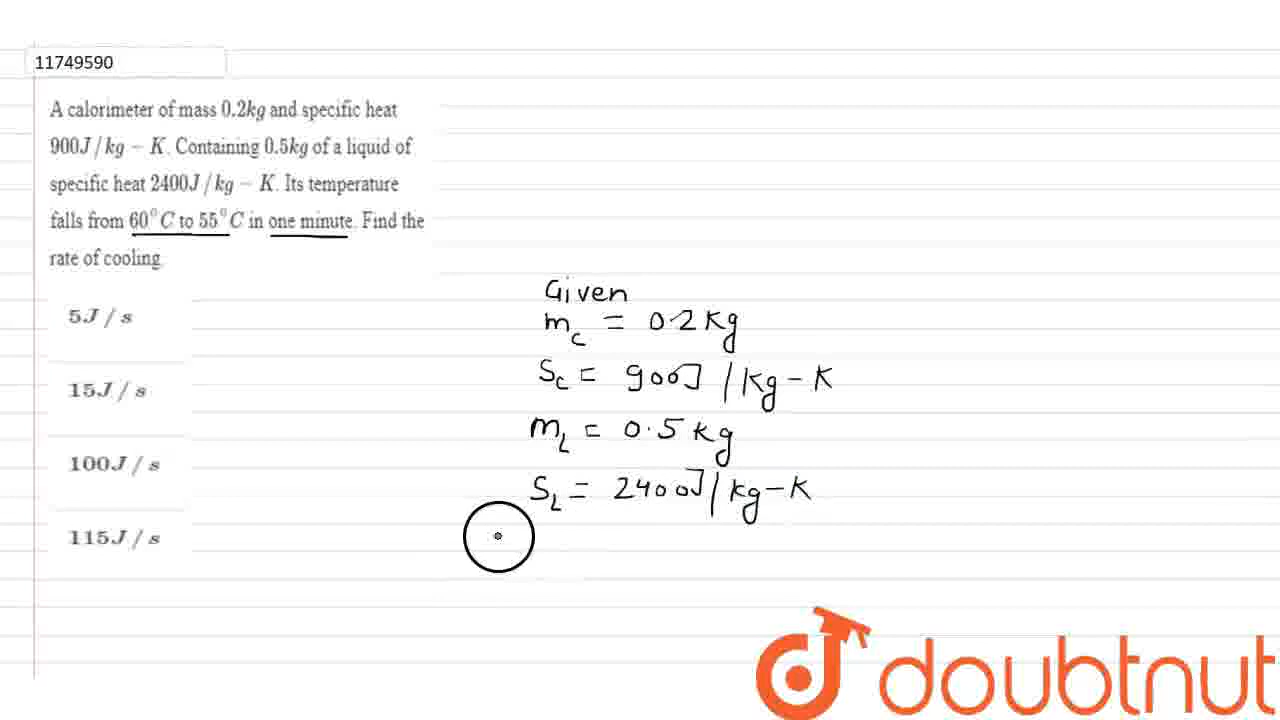 11749590
A calorimeter of mass 0.2kg and specific heat
900J/kg - K. Containing 0.5kg of a liquid of
specific heat 2400J/kg - K. Its temperature
falls from 60°C to 55°C in one minute. Find the
rate of cooling.
5J/s
15J/s
100J/s
115J/s
Given
m_c = 0.2 Kg
S_c = 900J/Kg-K
m_L = 0.5 Kg
S_L = 2400J/Kg-K
doubtnut